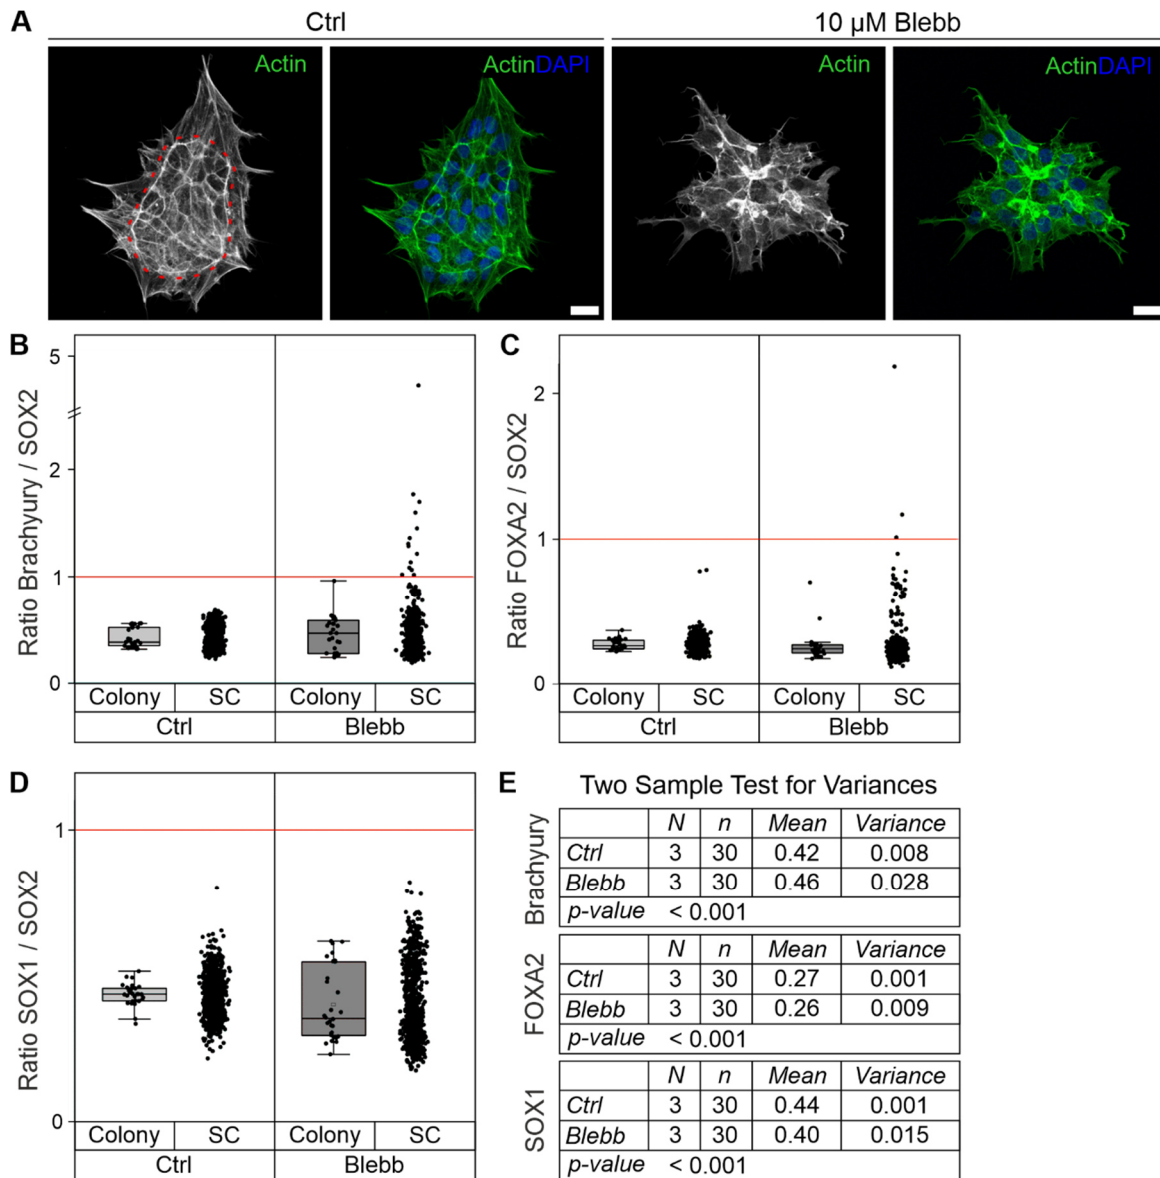 A
Ctrl
10 µM Blebb
Actin
ActinDAPI
Actin
ActinDAPI
B
Ratio Brachyury / SOX2
5
2
1
0
Colony SC Colony SC
Ctrl Blebb
C
Ratio FOXA2 / SOX2
2
1
0
Colony SC Colony SC
Ctrl Blebb
D
Ratio SOX1 / SOX2
1
0
Colony SC Colony SC
Ctrl Blebb
E
Two Sample Test for Variances
Brachyury
N n Mean Variance
Ctrl 3 30 0.42 0.008
Blebb 3 30 0.46 0.028
p-value < 0.001
FOXA2
N n Mean Variance
Ctrl 3 30 0.27 0.001
Blebb 3 30 0.26 0.009
p-value < 0.001
SOX1
N n Mean Variance
Ctrl 3 30 0.44 0.001
Blebb 3 30 0.40 0.015
p-value < 0.001